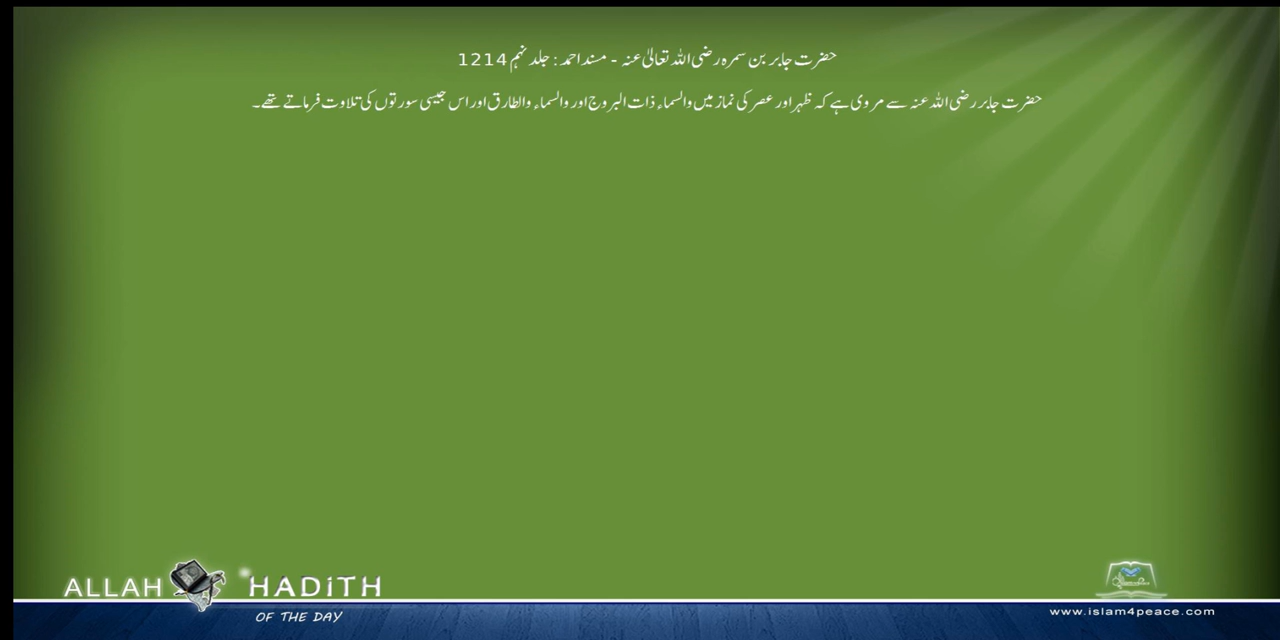 حضرت جابر بن سمرہ رضی اللہ تعالیٰ عنہ - مسند احمد : جلد نہم 1214
حضرت جابر رضی اللہ عنہ سے مروی ہے کہ ظہر اور عصر کی نماز میں والسماء ذات البروج اور والسماء والطارق اور اس جیسی سورتوں کی تلاوت فرماتے تھے۔
ALLAH HADITH
OF THE DAY
www.islam4peace.com